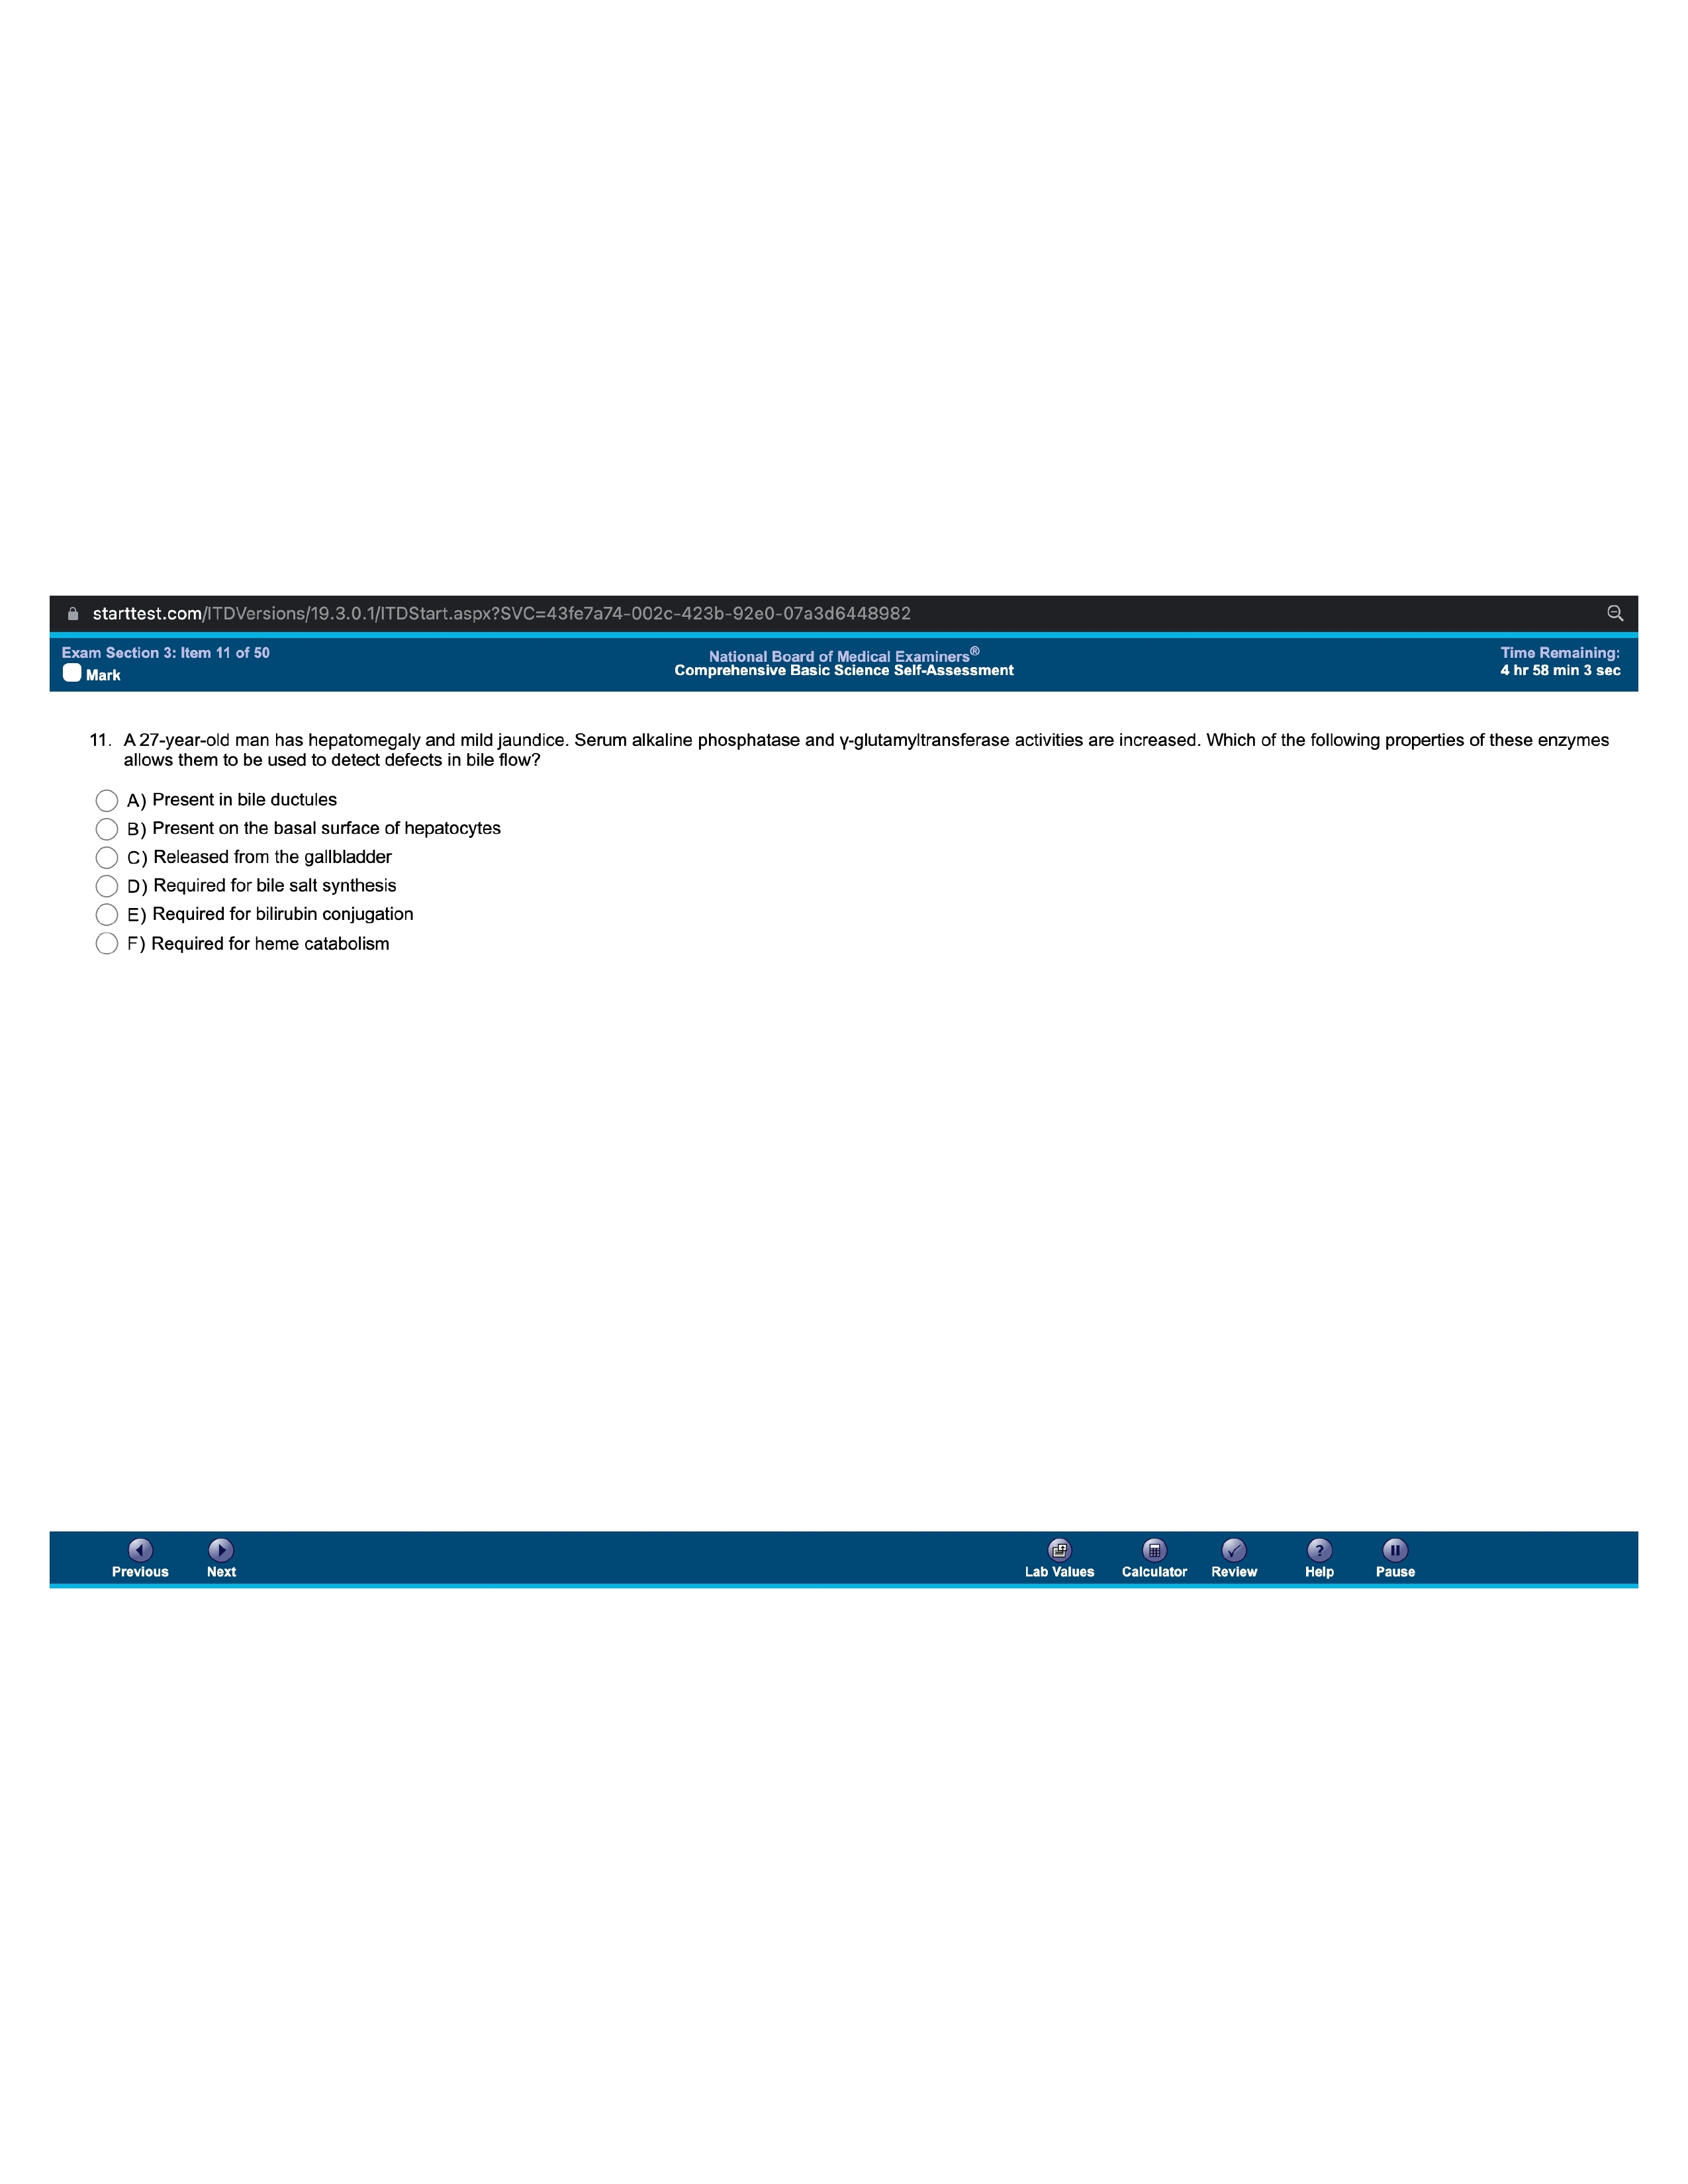 starttest.com/ITDVersions/19.3.0.1/ITDStart.aspx?SVC=43fe7a74-002c-423b-92e0-07a3d6448982
Exam Section 3: Item 11 of 50
Mark
National Board of Medical Examiners®
Comprehensive Basic Science Self-Assessment
Time Remaining:
4 hr 58 min 3 sec
11. A 27-year-old man has hepatomegaly and mild jaundice. Serum alkaline phosphatase and γ-glutamyltransferase activities are increased. Which of the following properties of these enzymes
allows them to be used to detect defects in bile flow?
A) Present in bile ductules
B) Present on the basal surface of hepatocytes
C) Released from the gallbladder
D) Required for bile salt synthesis
E) Required for bilirubin conjugation
F) Required for heme catabolism
Previous
Next
Lab Values
Calculator
Review
Help
Pause